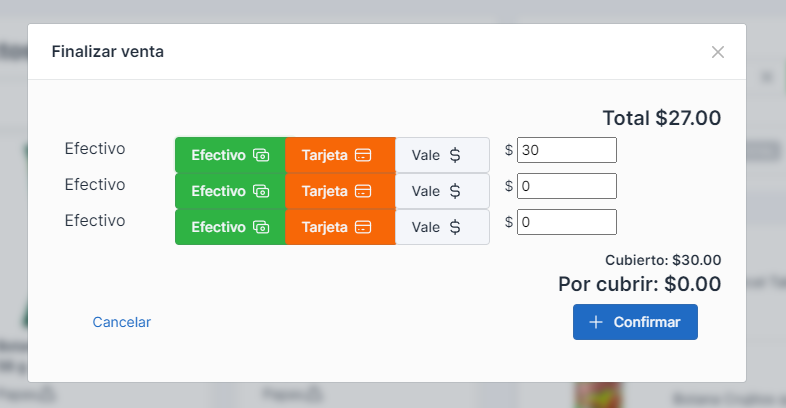 Finalizar venta
Total $27.00
Efectivo Efectivo Tarjeta Vale $ $ 30
Efectivo Efectivo Tarjeta Vale $ $ 0
Efectivo Efectivo Tarjeta Vale $ $ 0
Cubierto: $30.00
Por cubrir: $0.00
Cancelar + Confirmar